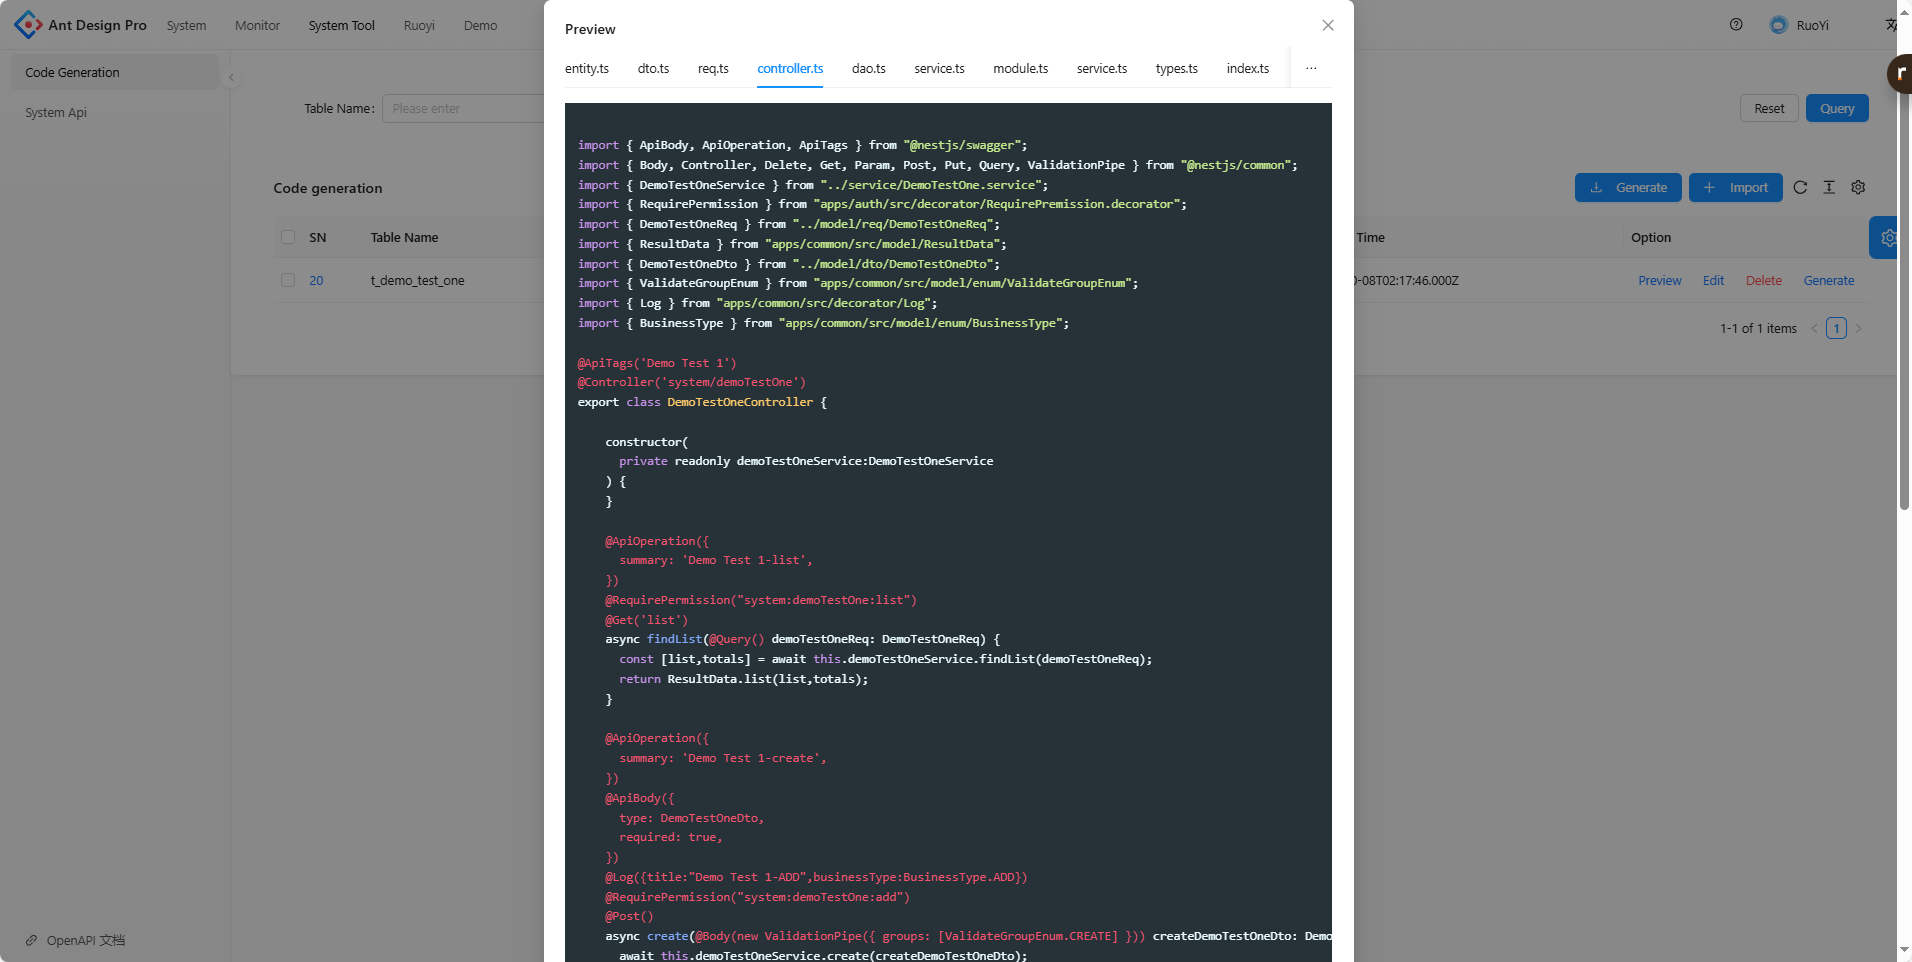 Ant Design Pro System Monitor System Tool Ruoyi Demo
RuoYi
Code Generation
System Api
OpenAPI 文档
Table Name : Please enter
Reset Query
Code generation
Generate Import
SN Table Name
Time Option
20 t_demo_test_one
-08T02:17:46.000Z Preview Edit Delete Generate
1-1 of 1 items 1
Preview
entity.ts dto.ts req.ts controller.ts dao.ts service.ts module.ts service.ts types.ts index.ts ...
import { ApiBody, ApiOperation, ApiTags } from "@nestjs/swagger";
import { Body, Controller, Delete, Get, Param, Post, Put, Query, ValidationPipe } from "@nestjs/common";
import { DemoTestOneService } from "../service/DemoTestOne.service";
import { RequirePermission } from "apps/auth/src/decorator/RequirePremission.decorator";
import { DemoTestOneReq } from "../model/req/DemoTestOneReq";
import { ResultData } from "apps/common/src/model/ResultData";
import { DemoTestOneDto } from "../model/dto/DemoTestOneDto";
import { ValidateGroupEnum } from "apps/common/src/model/enum/ValidateGroupEnum";
import { Log } from "apps/common/src/decorator/Log";
import { BusinessType } from "apps/common/src/model/enum/BusinessType";
@ApiTags('Demo Test 1')
@Controller('system/demoTestOne')
export class DemoTestOneController {
constructor(
private readonly demoTestOneService:DemoTestOneService
) {
}
@ApiOperation({
summary: 'Demo Test 1-list',
})
@RequirePermission("system:demoTestOne:list")
@Get('list')
async findList(@Query() demoTestOneReq: DemoTestOneReq) {
const [list,totals] = await this.demoTestOneService.findList(demoTestOneReq);
return ResultData.list(list,totals);
}
@ApiOperation({
summary: 'Demo Test 1-create',
})
@ApiBody({
type: DemoTestOneDto,
required: true,
})
@Log({title:"Demo Test 1-ADD",businessType:BusinessType.ADD})
@RequirePermission("system:demoTestOne:add")
@Post()
async create(@Body(new ValidationPipe({ groups: [ValidateGroupEnum.CREATE] })) createDemoTestOneDto: Demo
await this.demoTestOneService.create(createDemoTestOneDto);